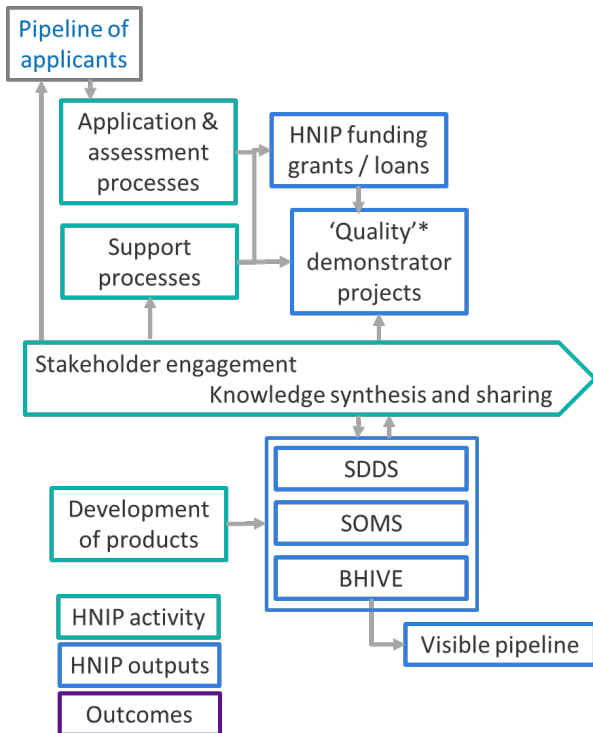 Pipeline of
applicants
Application &
assessment
processes
HNIP funding
grants / loans
Support
processes
‘Quality’*
demonstrator
projects
Stakeholder engagement
Knowledge synthesis and sharing
SDDS
Development
of products
SOMS
BHIVE
HNIP activity
Visible pipeline
HNIP outputs
Outcomes